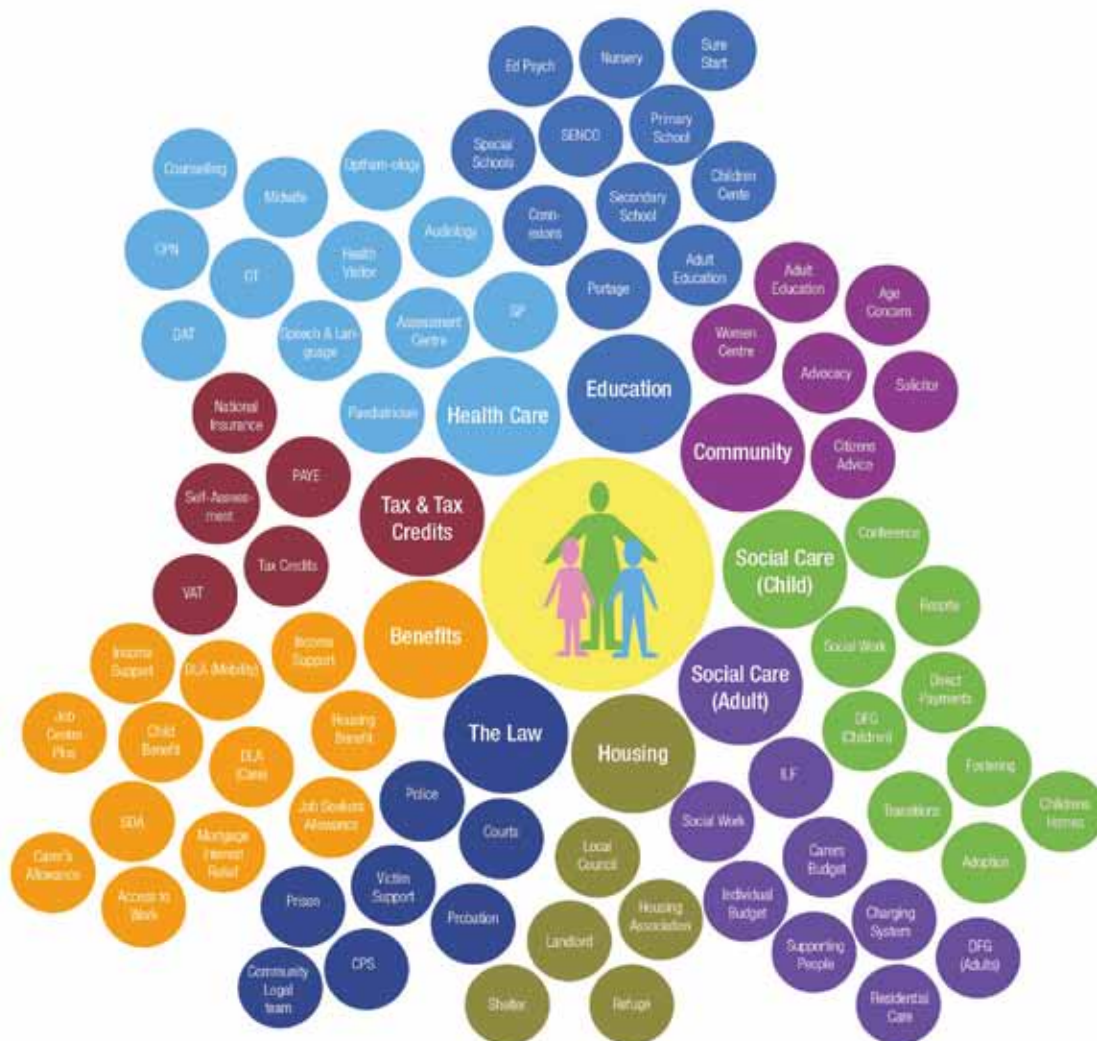 Ed Psych
Nursery
Sure
Start
Special
Schools
SENCO
Primary
School
Conn-
exions
Secondary
School
Children
Cente
Portage
Adult
Education
Education
Counselling
Midwife
Optham-ology
CPN
OT
Health
Visitor
Audiology
DAT
Speech & Lan-
guage
Assessment
Centre
GP
Paediatrician
Health Care
Adult
Education
Age
Concern
Women
Centre
Advocacy
Solicitor
Citizens
Advice
Community
National
Insurance
PAYE
Self-Assess-
ment
Tax Credits
VAT
Tax & Tax
Credits
Social Care
(Child)
Conference
Respite
Social Work
Direct
Payments
DFG
(Children)
Fostering
Transitions
Childrens
Homes
Adoption
Benefits
Income
Support
DLA (Mobility)
Income
Support
Job
Center
Plus
Child
Benefit
DLA
(Care)
Housing
Benefit
SDA
Mortgage
Interest
Relief
Job Seekers
Allowance
Carer's
Allowance
Access to
Work
The Law
Police
Courts
Prison
Victim
Support
Probation
Community
Legal
team
CPS
Housing
Local
Council
Landlord
Housing
Association
Shelter
Refuge
Social Care
(Adult)
ILF
Social Work
Carers
Budget
Individual
Budget
Charging
System
Supporting
People
DFG
(Adults)
Residential
Care